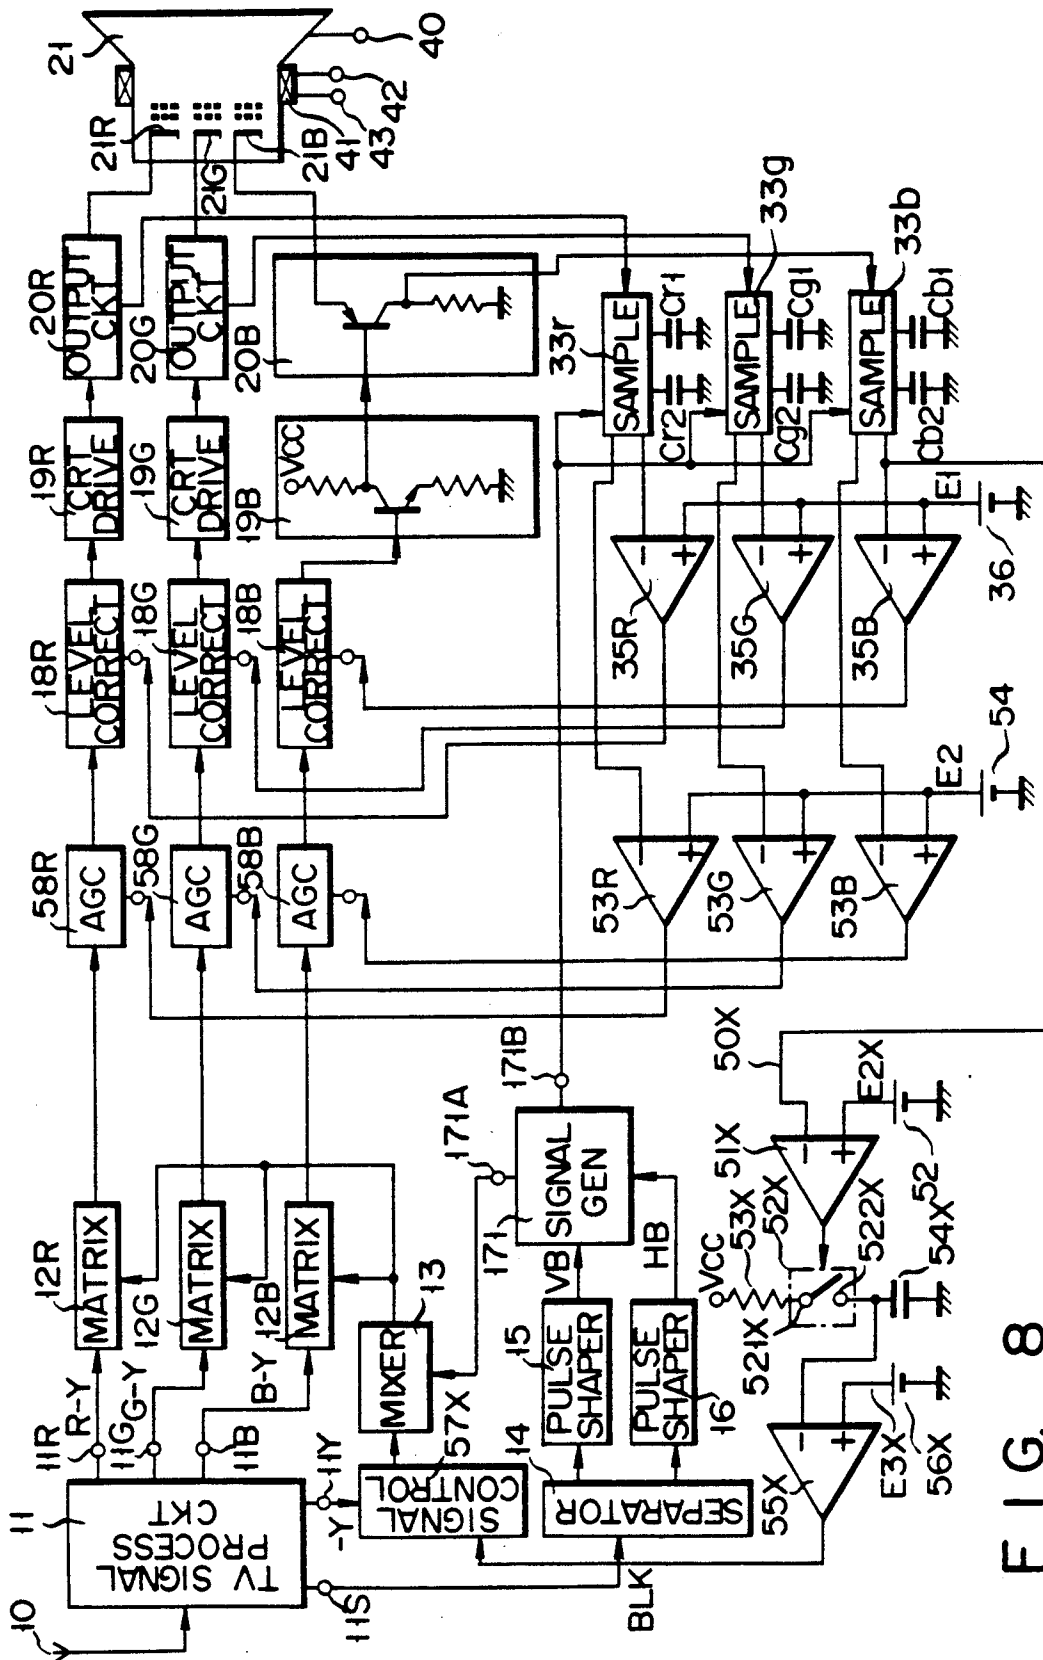 10
11
TV SIGNAL
PROCESS
CKT
11R
R-Y
11G
G-Y
11B
B-Y
11Y
-Y
11S
BLK
12R
MATRIX
12G
MATRIX
12B
MATRIX
13
MIXER
57X
SIGNAL
CONTROL
14
SEPARATOR
15
PULSE
SHAPER
PULSE
SHAPER
16
VB
HB
171
SIGNAL
GEN
171A
171B
58R
AGC
58G
AGC
58B
AGC
18R
LEVEL
CORRECT
18G
LEVEL
CORRECT
18B
LEVEL
CORRECT
19R
CRT
DRIVE
19G
CRT
DRIVE
19B
VCC
20R
OUTPUT
CKT
20G
OUTPUT
CKT
20B
21
21R
21G
21B
41
43
42
40
33r
SAMPLE
Cr1
Cr2
33g
SAMPLE
Cg1
Cg2
33b
SAMPLE
Cb1
Cb2
35R
- +
35G
- +
35B
- +
E1
36
53R
- +
53G
- +
53B
- +
E2
54
50X
51X
- +
E2X
52
52X
53X
VCC
521X
522X
54X
55X
- +
E3X
56X
FIG. 8